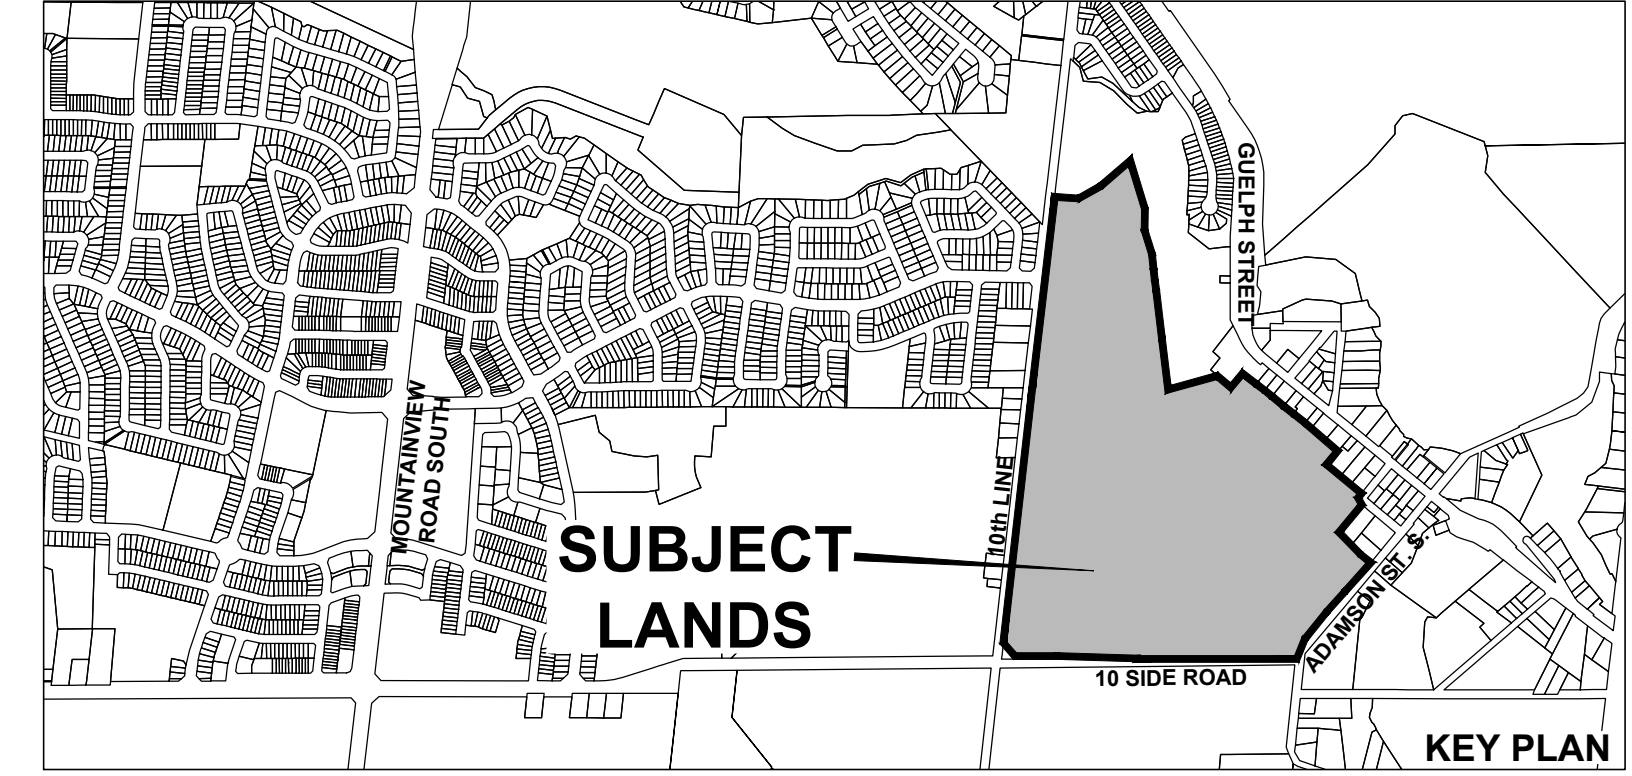 GUELPH STREET
MOUNTAINVIEW
ROAD SOUTH
10th LINE
SUBJECT
LANDS
ADAMSON ST. S.
10 SIDE ROAD
KEY PLAN